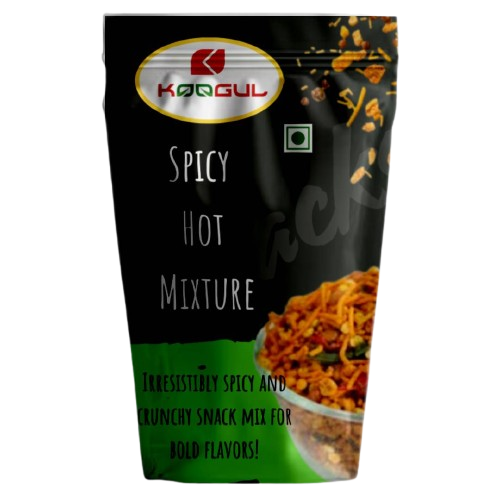 KOOGUL
Spicy
Hot
Mixture
Irresistibly spicy and
crunchy snack mix for
bold flavors!